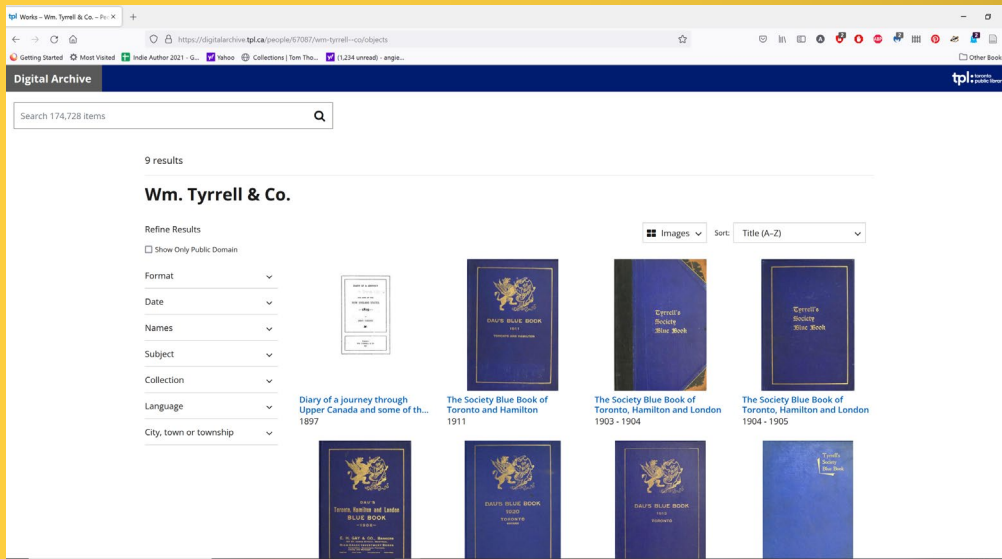 tpl Works – Wm. Tyrrell & Co. – Pe
https://digitalarchive.tpl.ca/people/67087/wm-tyrrell--co/objects
Getting Started Most Visited Indie Author 2021 - G... Yahoo Collections | Tom Tho... (1,234 unread) - angie... Other Book
Digital Archive
tpl: toronto public librar
Search 174,728 items
9 results
Wm. Tyrrell & Co.
Refine Results
Images
Sort: Title (A–Z)
Show Only Public Domain
Format
Date
Names
Subject
Collection
Language
City, town or township
DAU'S BLUE BOOK
1911
TORONTO AND HAMILTON
Tyrrell's
Society
Blue Book
Tyrrell's
Society
Blue Book
Diary of a journey through
Upper Canada and some of th...
1897
The Society Blue Book of
Toronto and Hamilton
1911
The Society Blue Book of
Toronto, Hamilton and London
1903 - 1904
The Society Blue Book of
Toronto, Hamilton and London
1904 - 1905
DAU'S
Toronto, Hamilton and London
BLUE BOOK
DAU'S BLUE BOOK
1920
TORONTO
DAU'S BLUE BOOK
TORONTO
Tyrrell's
Society
Blue Book